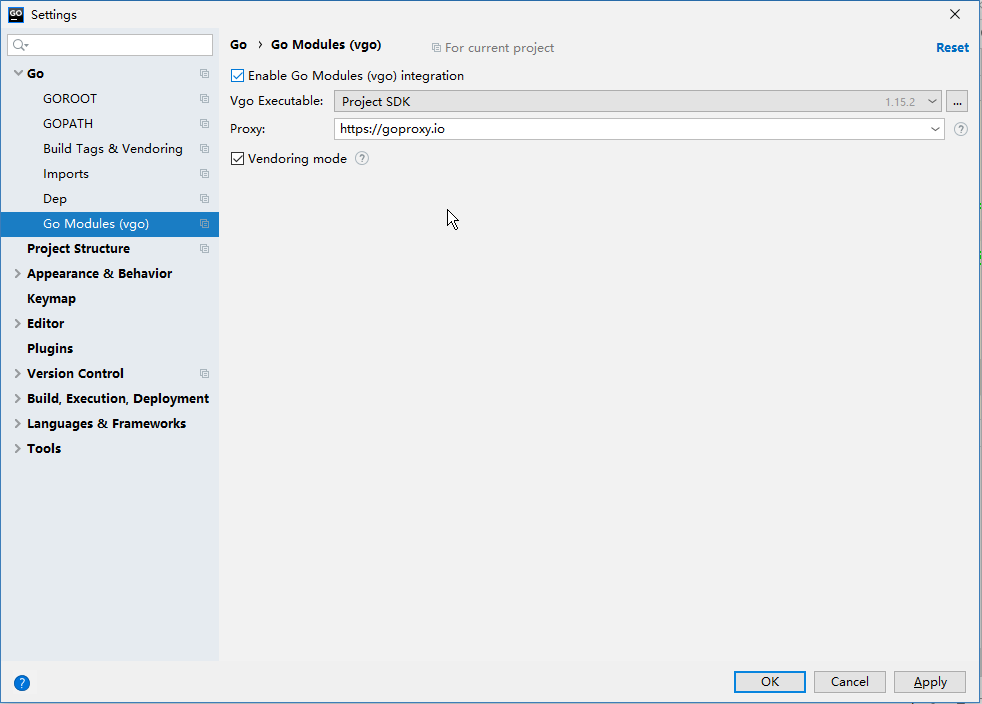 GO Settings
Go › Go Modules (vgo) For current project Reset
Go
GOROOT
GOPATH
Build Tags & Vendoring
Imports
Dep
Go Modules (vgo)
Project Structure
Appearance & Behavior
Keymap
Editor
Plugins
Version Control
Build, Execution, Deployment
Languages & Frameworks
Tools
Enable Go Modules (vgo) integration
Vgo Executable: Project SDK 1.15.2 ...
Proxy: https://goproxy.io ?
Vendoring mode ?
? OK Cancel Apply